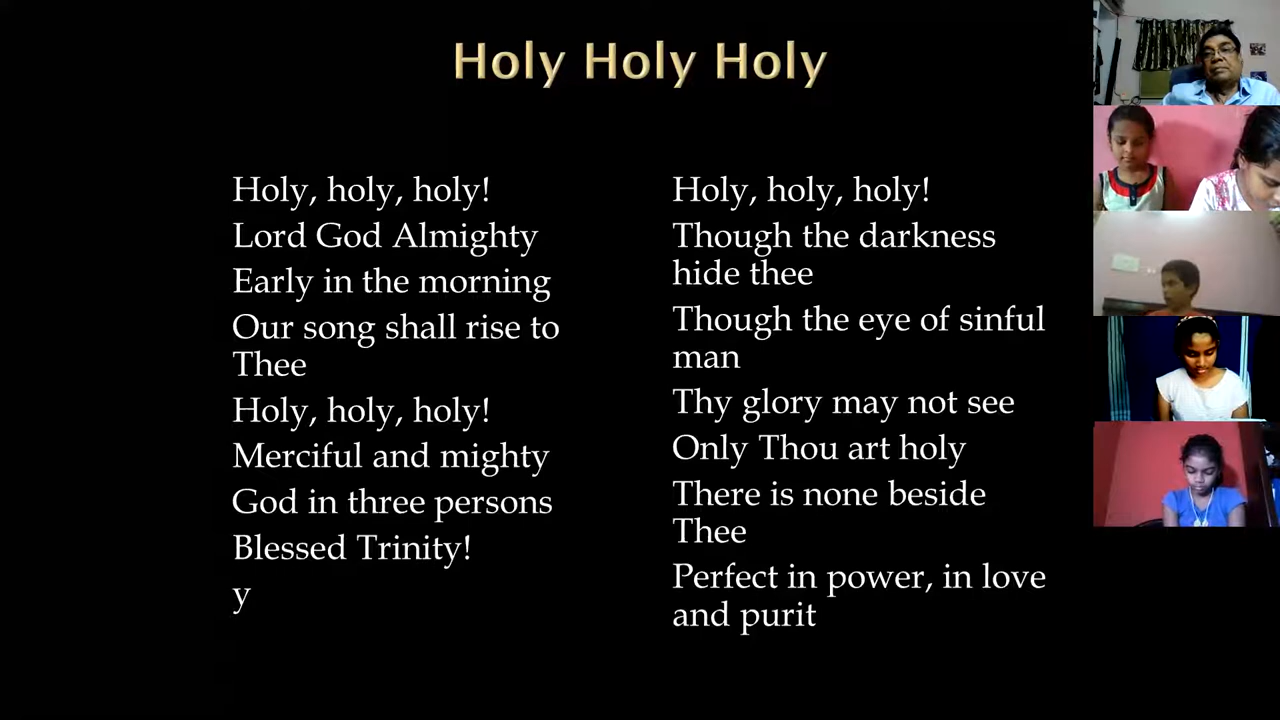 Holy Holy Holy
Holy, holy, holy!
Lord God Almighty
Early in the morning
Our song shall rise to
Thee
Holy, holy, holy!
Merciful and mighty
God in three persons
Blessed Trinity!
y
Holy, holy, holy!
Though the darkness
hide thee
Though the eye of sinful
man
Thy glory may not see
Only Thou art holy
There is none beside
Thee
Perfect in power, in love
and purit